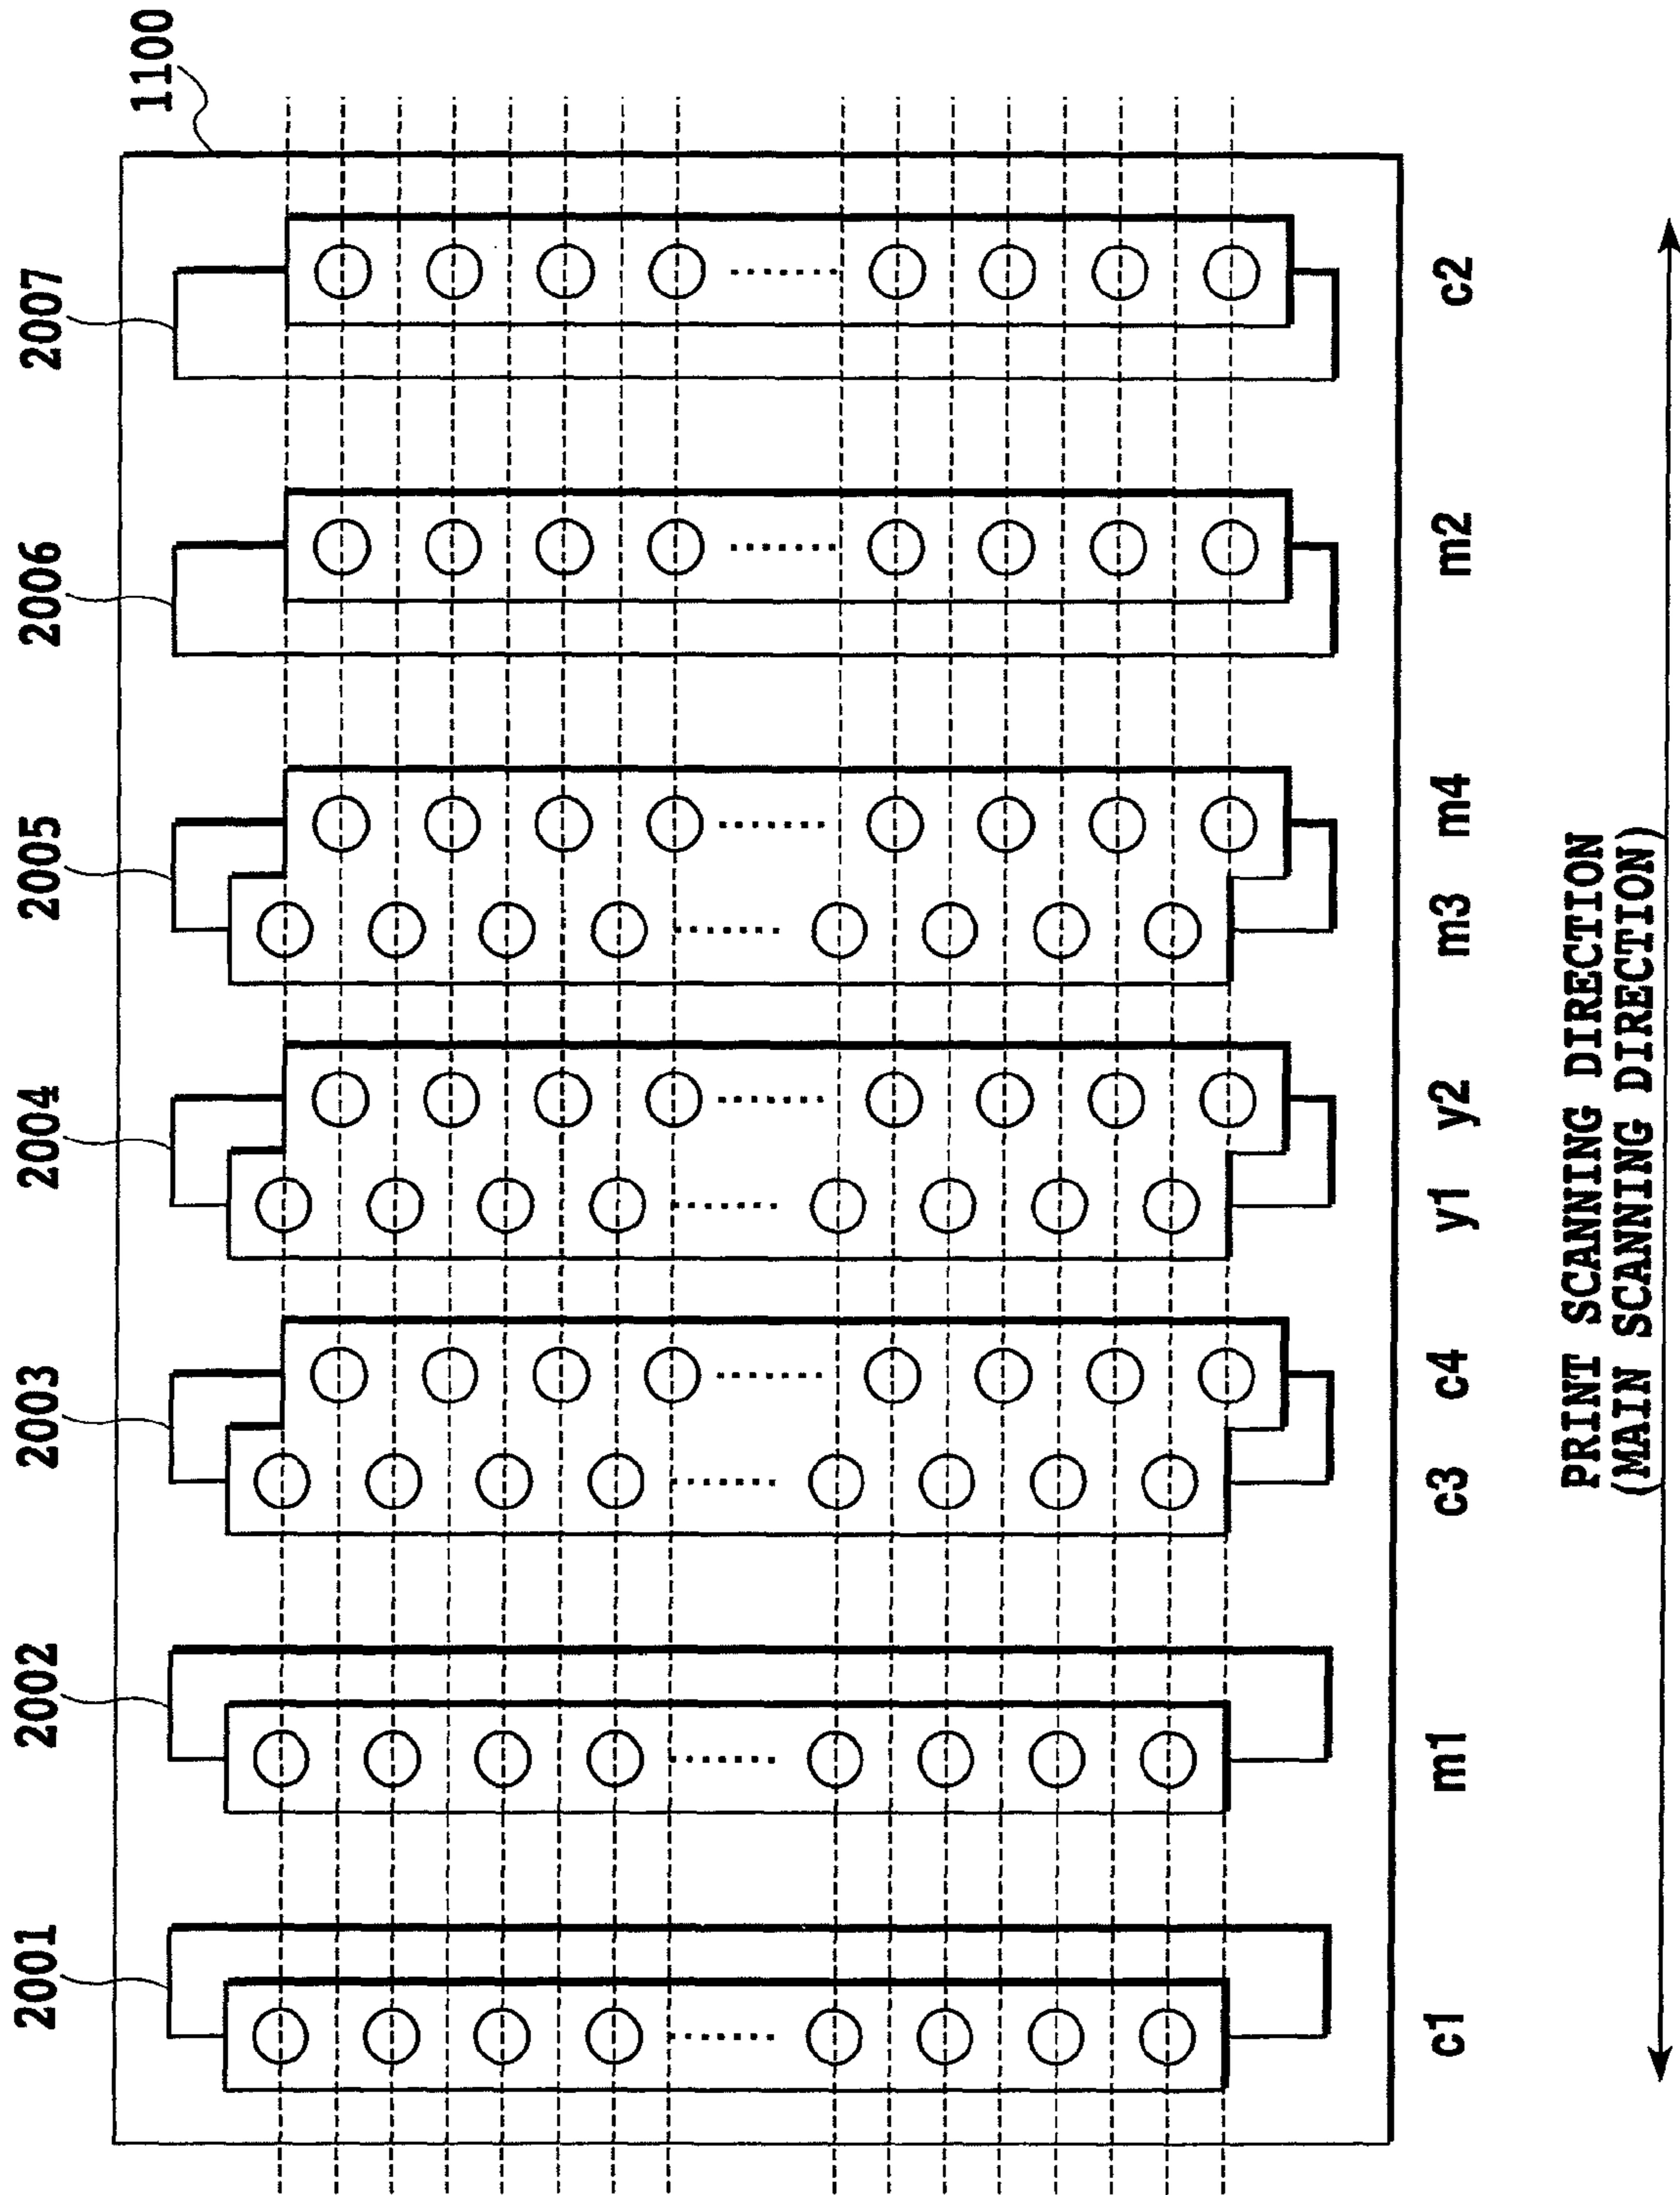 1100
2001
2002
2003
2004
2005
2006
2007
c1
m1
c3
c4
y1
y2
m3
m4
m2
c2
PRINT SCANNING DIRECTION
(MAIN SCANNING DIRECTION)